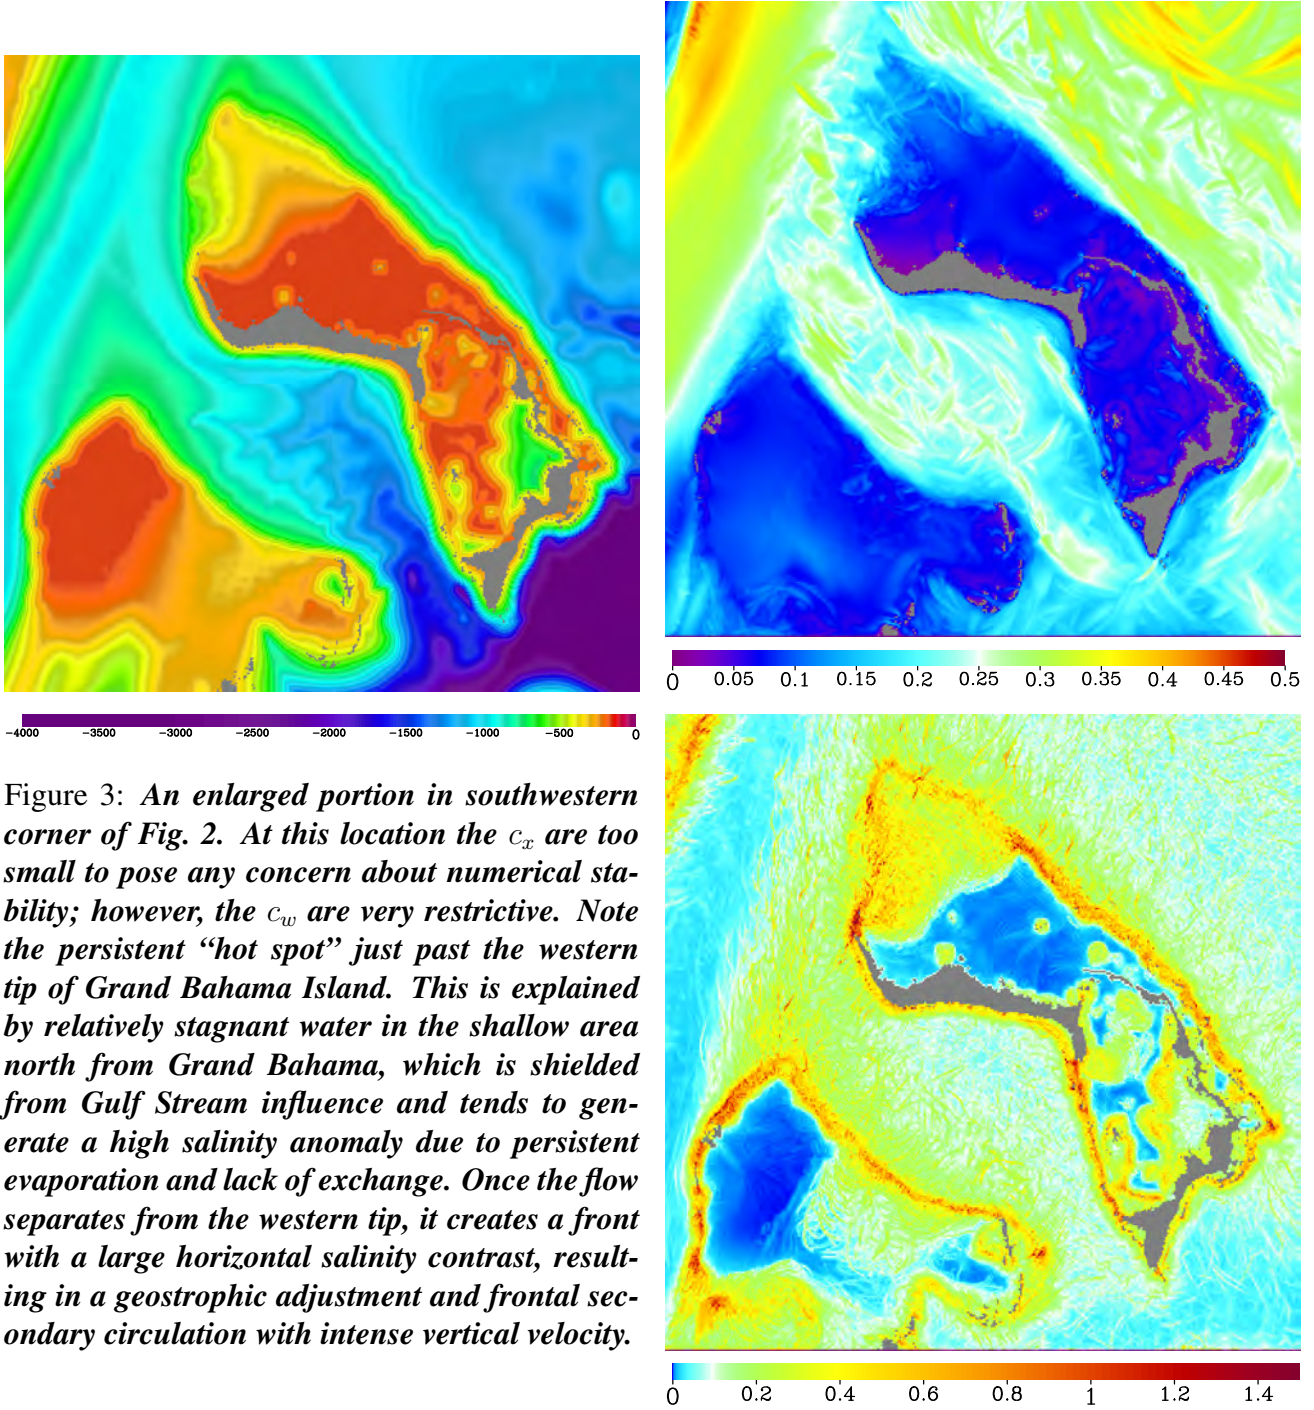 0 0.05 0.1 0.15 0.2 0.25 0.3 0.35 0.4 0.45 0.5
-4000 -3500 -3000 -2500 -2000 -1500 -1000 -500 0
Figure 3: An enlarged portion in southwestern
corner of Fig. 2. At this location the cₓ are too
small to pose any concern about numerical sta-
bility; however, the c_w are very restrictive. Note
the persistent “hot spot” just past the western
tip of Grand Bahama Island. This is explained
by relatively stagnant water in the shallow area
north from Grand Bahama, which is shielded
from Gulf Stream influence and tends to gen-
erate a high salinity anomaly due to persistent
evaporation and lack of exchange. Once the flow
separates from the western tip, it creates a front
with a large horizontal salinity contrast, result-
ing in a geostrophic adjustment and frontal sec-
ondary circulation with intense vertical velocity.
0 0.2 0.4 0.6 0.8 1 1.2 1.4